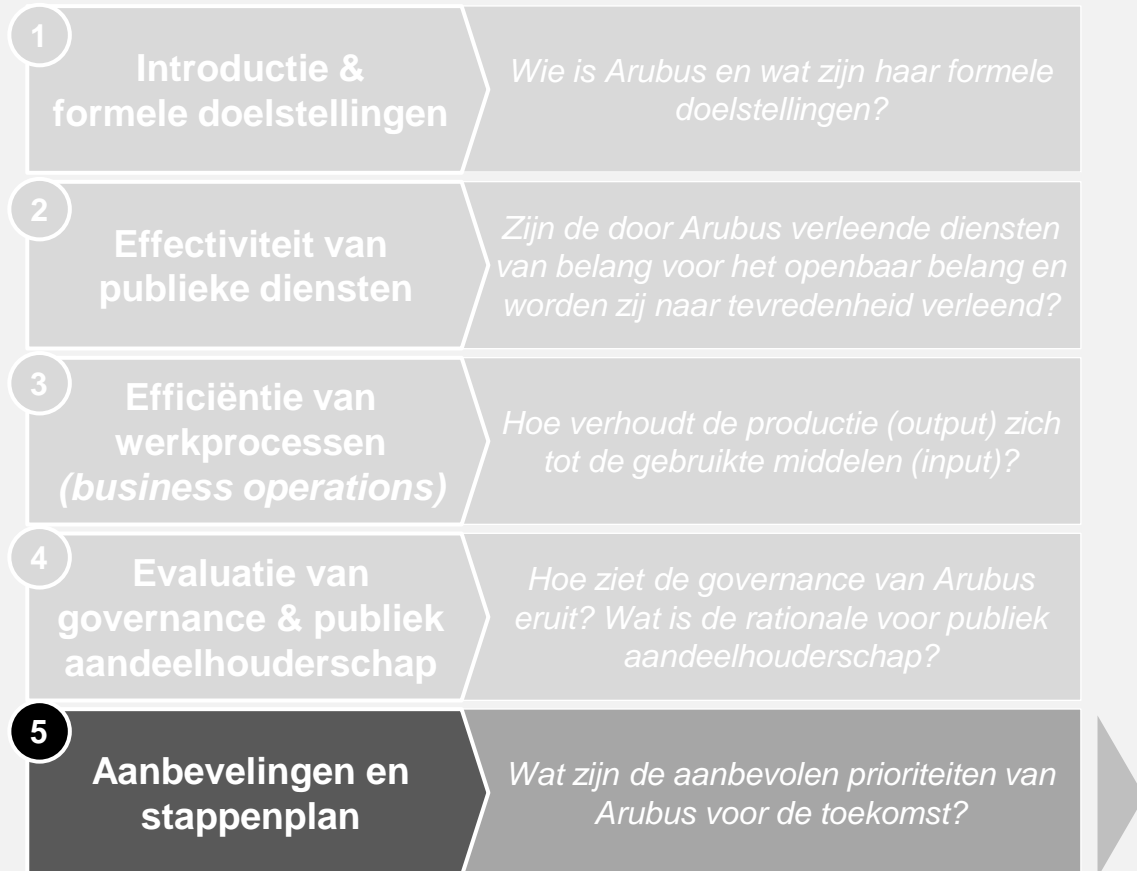 1
Introductie &
formele doelstellingen
Wie is Arubus en wat zijn haar formele
doelstellingen?
2
Effectiviteit van
publieke diensten
Zijn de door Arubus verleende diensten
van belang voor het openbaar belang en
worden zij naar tevredenheid verleend?
3
Efficiëntie van
werkprocessen
(business operations)
Hoe verhoudt de productie (output) zich
tot de gebruikte middelen (input)?
4
Evaluatie van
governance & publiek
aandeelhouderschap
Hoe ziet de governance van Arubus
eruit? Wat is de rationale voor publiek
aandeelhouderschap?
5
Aanbevelingen en
stappenplan
Wat zijn de aanbevolen prioriteiten van
Arubus voor de toekomst?